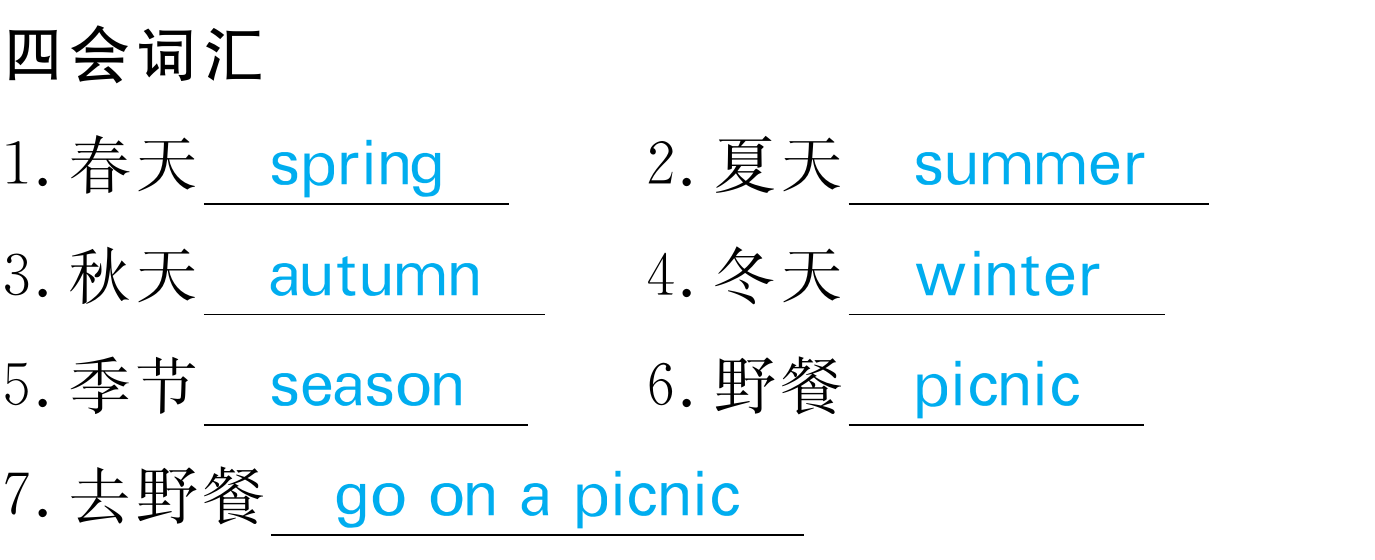 四会词汇
1. 春天 spring 2. 夏天 summer
3. 秋天 autumn 4. 冬天 winter
5. 季节 season 6. 野餐 picnic
7. 去野餐 go on a picnic